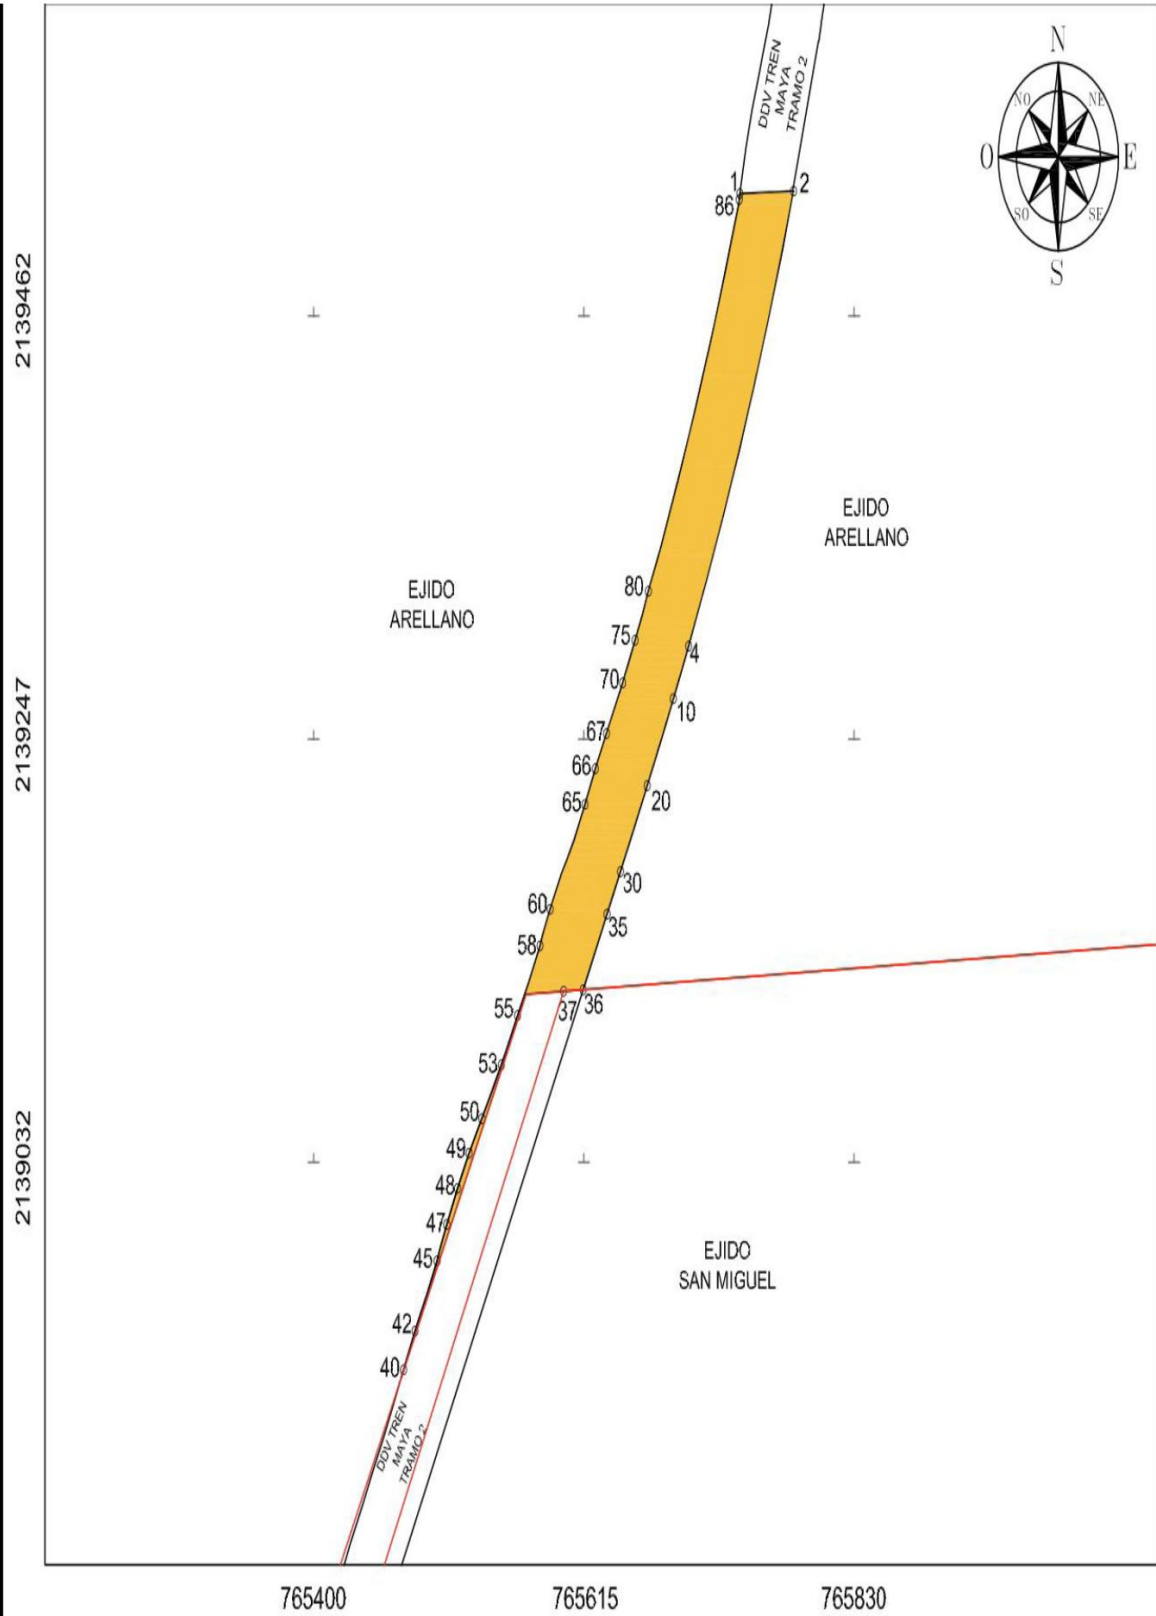 DDV TREN
MAYA
TRAMO 2
N
NO
NE
O
E
SO
SE
S
1
2
86
2139462
EJIDO
ARELLANO
EJIDO
ARELLANO
80
75
4
70
10
2139247
67
66
65
20
30
60
35
58
55
37
36
53
50
2139032
49
48
47
45
EJIDO
SAN MIGUEL
42
40
DDV TREN
MAYA
TRAMO 2
765400
765615
765830